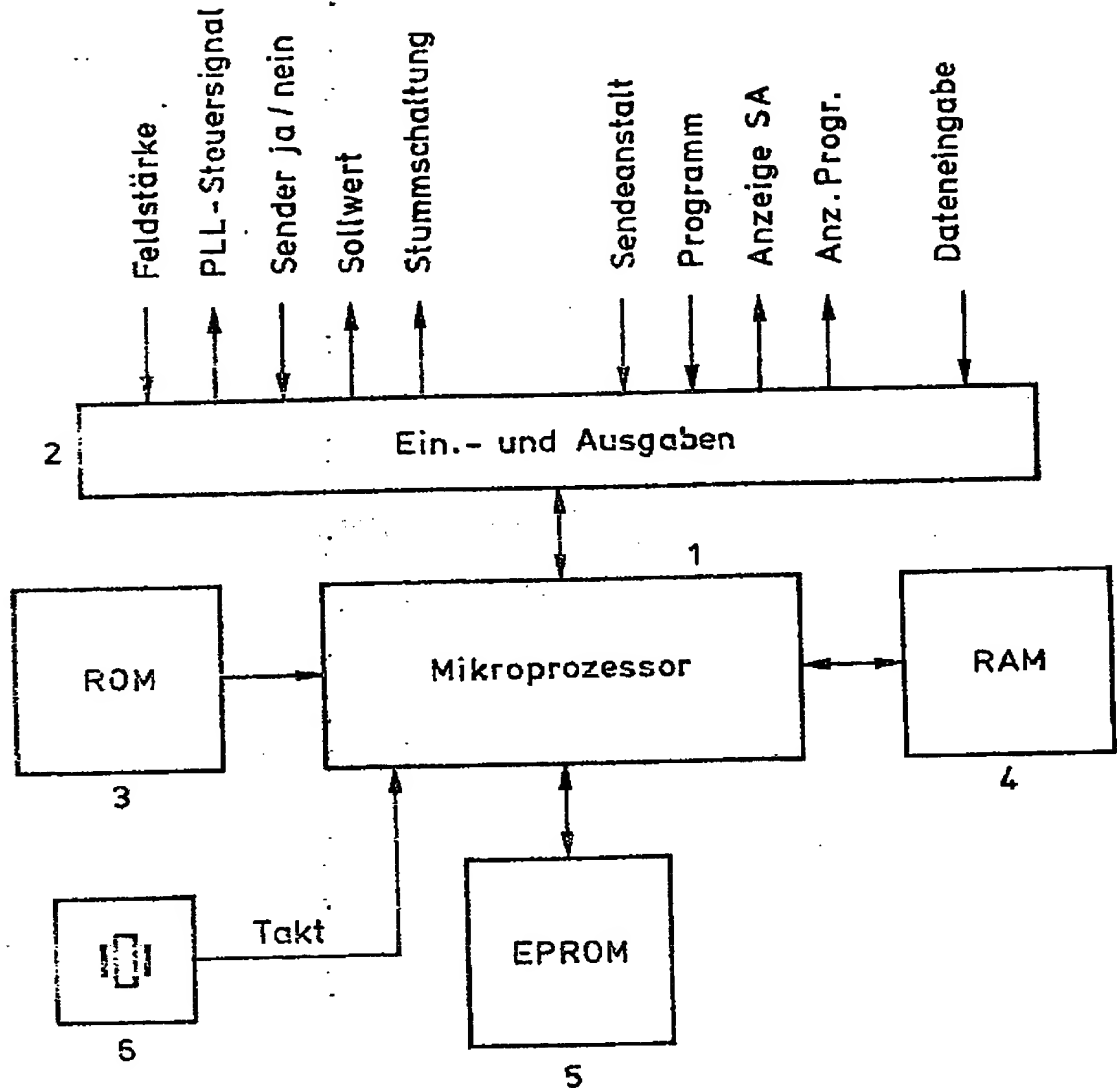 Feldstärke
PLL-Steuersignal
Sender ja/nein
Sollwert
Stummschaltung
Sendeanstalt
Programm
Anzeige SA
Anz. Progr.
Dateneingabe
2
Ein.- und Ausgaben
1
ROM
Mikroprozessor
RAM
3
4
Takt
EPROM
5